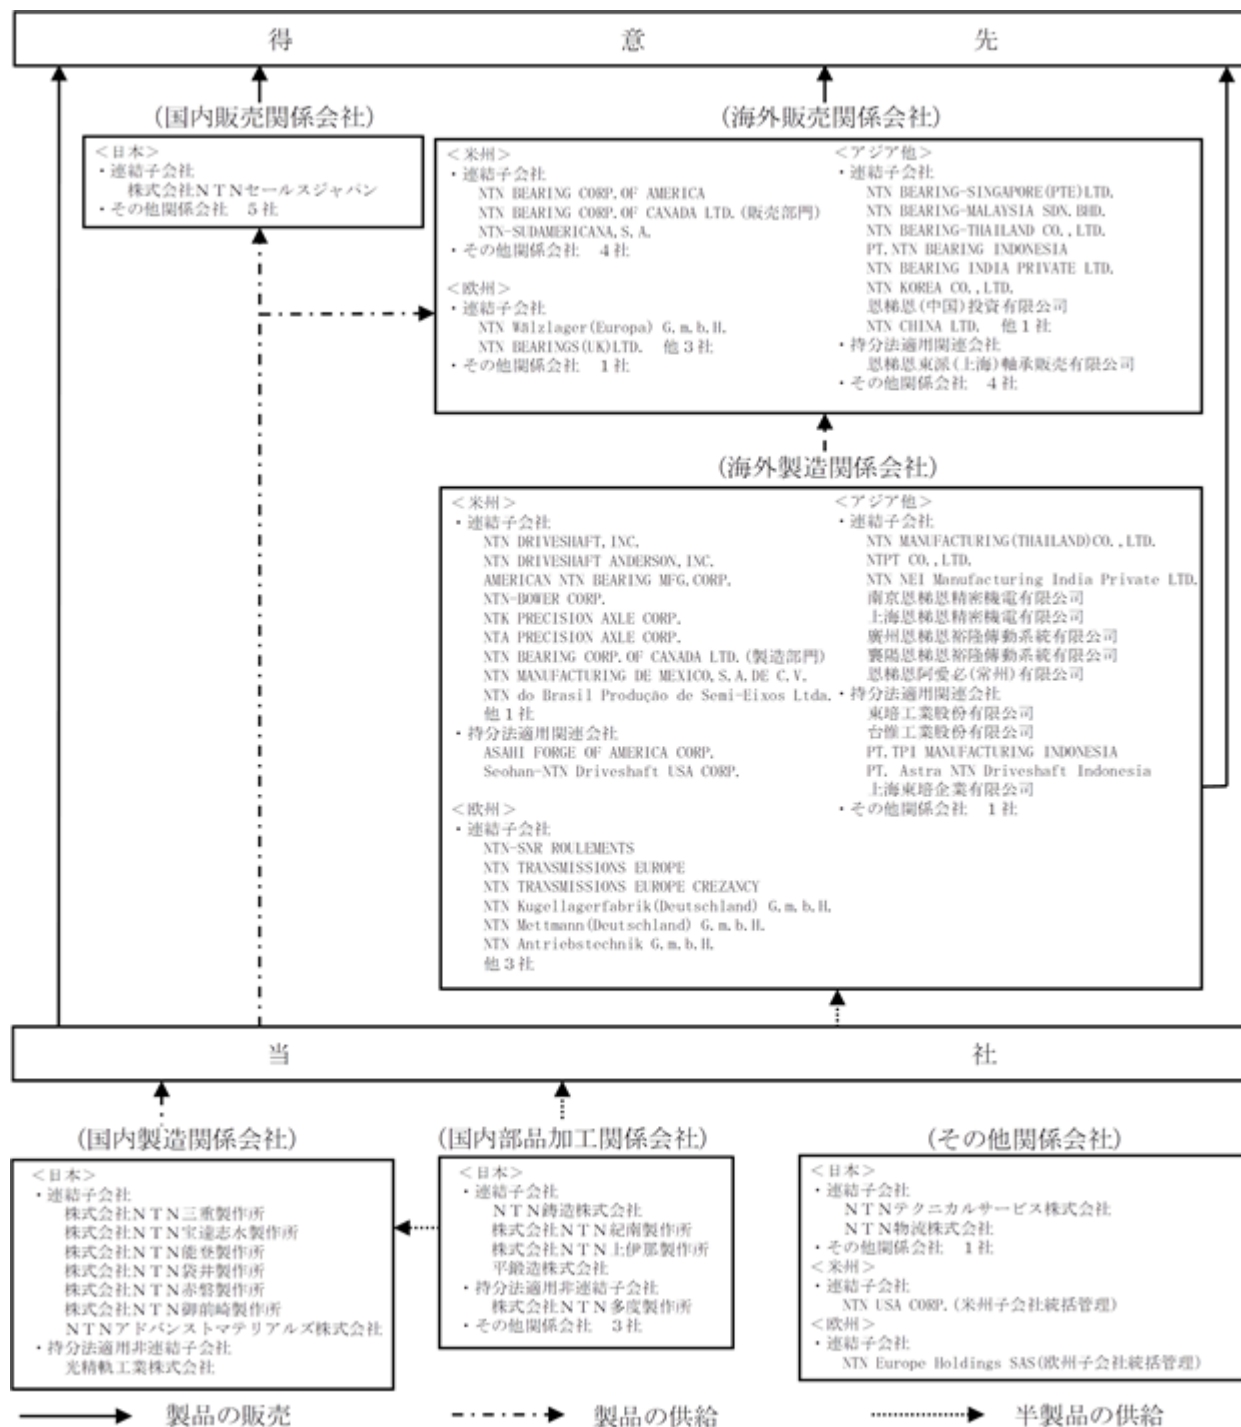 得意先
(国内販売関係会社)
<日本>
・連結子会社
株式会社NTNセールスジャパン
・その他関係会社 5社
(海外販売関係会社)
<米州>
・連結子会社
NTN BEARING CORP.OF AMERICA
NTN BEARING CORP.OF CANADA LTD.(販売部門)
NTN-SUDAMERICANA,S.A.
・その他関係会社 4社
<欧州>
・連結子会社
NTN Wälzlager(Europa) G.m.b.H.
NTN BEARINGS(UK)LTD. 他3社
・その他関係会社 1社
<アジア他>
・連結子会社
NTN BEARING-SINGAPORE(PTE)LTD.
NTN BEARING-MALAYSIA SDN.BHD.
NTN BEARING-THAILAND CO.,LTD.
PT.NTN BEARING INDONESIA
NTN BEARING INDIA PRIVATE LTD.
NTN KOREA CO.,LTD.
恩梯恩(中国)投資有限公司
NTN CHINA LTD. 他1社
・持分法適用関連会社
恩梯恩東派(上海)軸承販売有限公司
・その他関係会社 4社
(海外製造関係会社)
<米州>
・連結子会社
NTN DRIVESHAFT,INC.
NTN DRIVESHAFT ANDERSON,INC.
AMERICAN NTN BEARING MFG.CORP.
NTN-BOWER CORP.
NTK PRECISION AXLE CORP.
NTA PRECISION AXLE CORP.
NTN BEARING CORP.OF CANADA LTD.(製造部門)
NTN MANUFACTURING DE MEXICO,S.A.DE C.V.
NTN do Brasil Produção de Semi-Eixos Ltda.
他1社
・持分法適用関連会社
ASAHI FORGE OF AMERICA CORP.
Seohan-NTN Driveshaft USA CORP.
<欧州>
・連結子会社
NTN-SNR ROULEMENTS
NTN TRANSMISSIONS EUROPE
NTN TRANSMISSIONS EUROPE CREZANCY
NTN Kugellagerfabrik(Deutschland) G.m.b.H.
NTN Mettmann(Deutschland) G.m.b.H.
NTN Antriebstechnik G.m.b.H.
他3社
<アジア他>
・連結子会社
NTN MANUFACTURING(THAILAND)CO.,LTD.
NTPT CO.,LTD.
NTN NEI Manufacturing India Private LTD.
南京恩梯恩精密機電有限公司
上海恩梯恩精密機電有限公司
廣州恩梯恩裕隆傳動系統有限公司
襄陽恩梯恩裕隆傳動系統有限公司
恩梯恩阿愛必(常州)有限公司
・持分法適用関連会社
東培工業股份有限公司
台惟工業股份有限公司
PT.TPI MANUFACTURING INDONESIA
PT. Astra NTN Driveshaft Indonesia
上海東培企業有限公司
・その他関係会社 1社
当社
(国内製造関係会社)
<日本>
・連結子会社
株式会社NTN三重製作所
株式会社NTN宝達志水製作所
株式会社NTN能登製作所
株式会社NTN袋井製作所
株式会社NTN赤磐製作所
株式会社NTN御前崎製作所
NTNアドバンストマテリアルズ株式会社
・持分法適用非連結子会社
光精軌工業株式会社
(国内部品加工関係会社)
<日本>
・連結子会社
NTN鋳造株式会社
株式会社NTN紀南製作所
株式会社NTN上伊那製作所
平鍛造株式会社
・持分法適用非連結子会社
株式会社NTN多度製作所
・その他関係会社 3社
(その他関係会社)
<日本>
・連結子会社
NTNテクニカルサービス株式会社
NTN物流株式会社
・その他関係会社 1社
<米州>
・連結子会社
NTN USA CORP.(米州子会社統括管理)
<欧州>
・連結子会社
NTN Europe Holdings SAS(欧州子会社統括管理)
製品の販売
製品の供給
半製品の供給